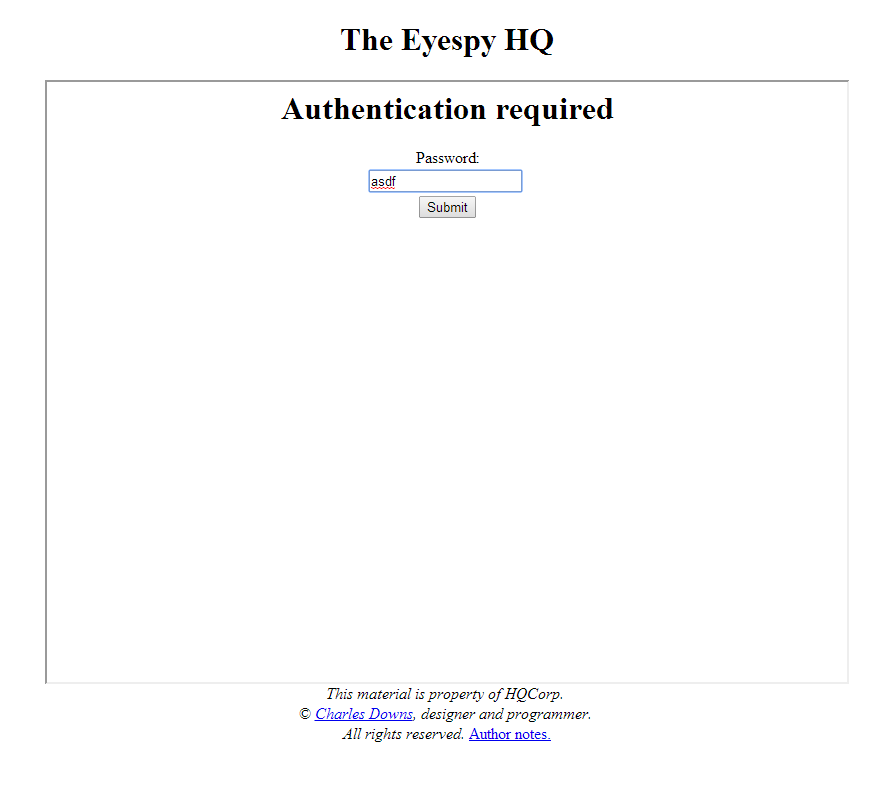 The Eyespy HQ
Authentication required
Password:
asdf
Submit
This material is property of HQCorp.
© Charles Downs, designer and programmer.
All rights reserved. Author notes.